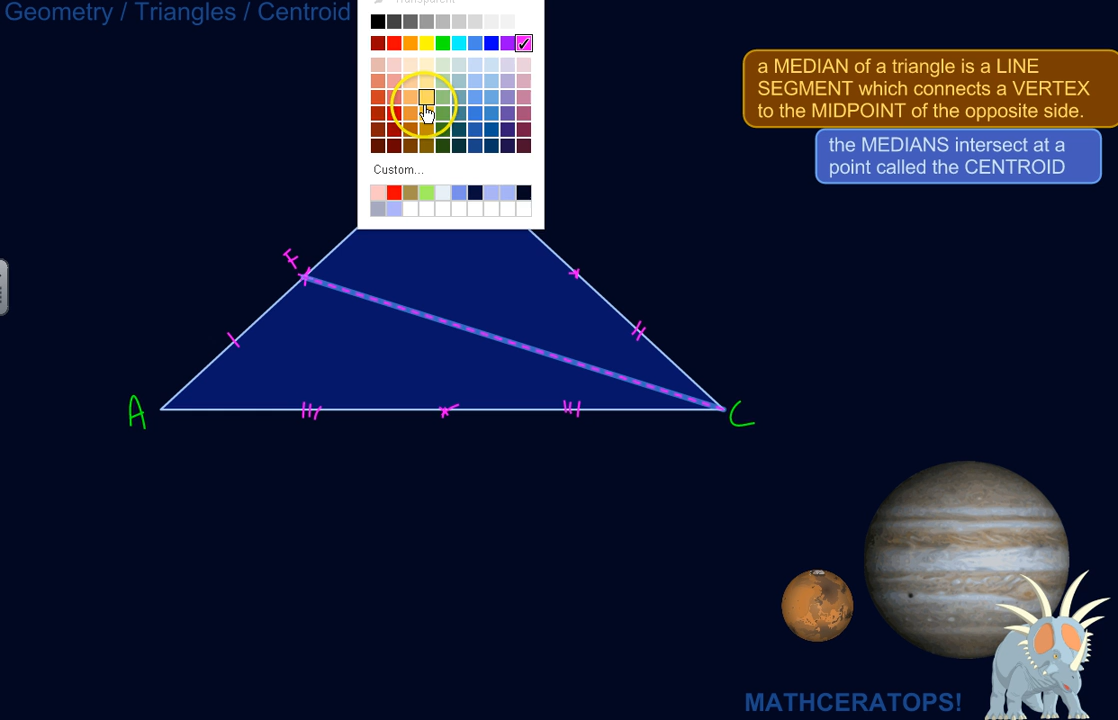 Geometry / Triangles / Centroid
Transparent
Custom...
a MEDIAN of a triangle is a LINE
SEGMENT which connects a VERTEX
to the MIDPOINT of the opposite side.
the MEDIANS intersect at a
point called the CENTROID
F
A
C
MATHCERATOPS!